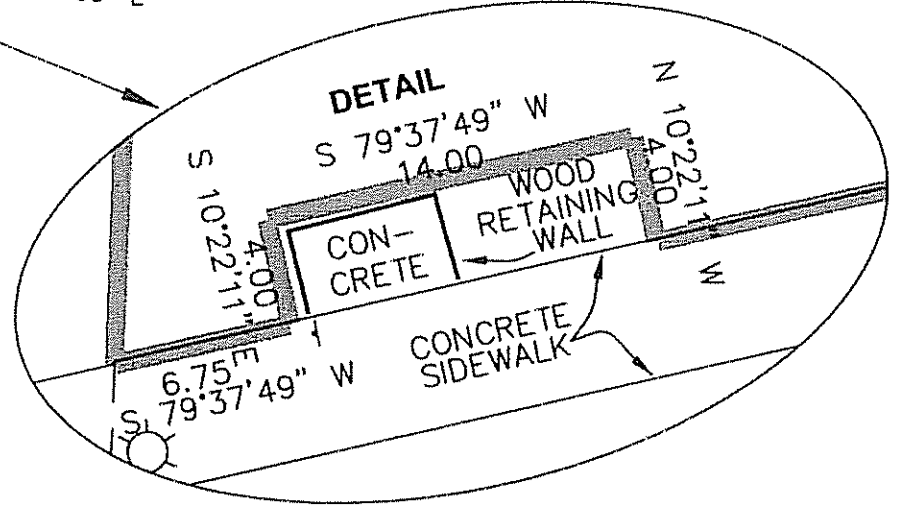 DETAIL
S 79°37'49" W
14.00
N 10°22'11" W
4.00
S 10°22'11" E
4.00
WOOD
RETAINING
WALL
CON-
CRETE
CONCRETE
SIDEWALK
6.75
S 79°37'49" W